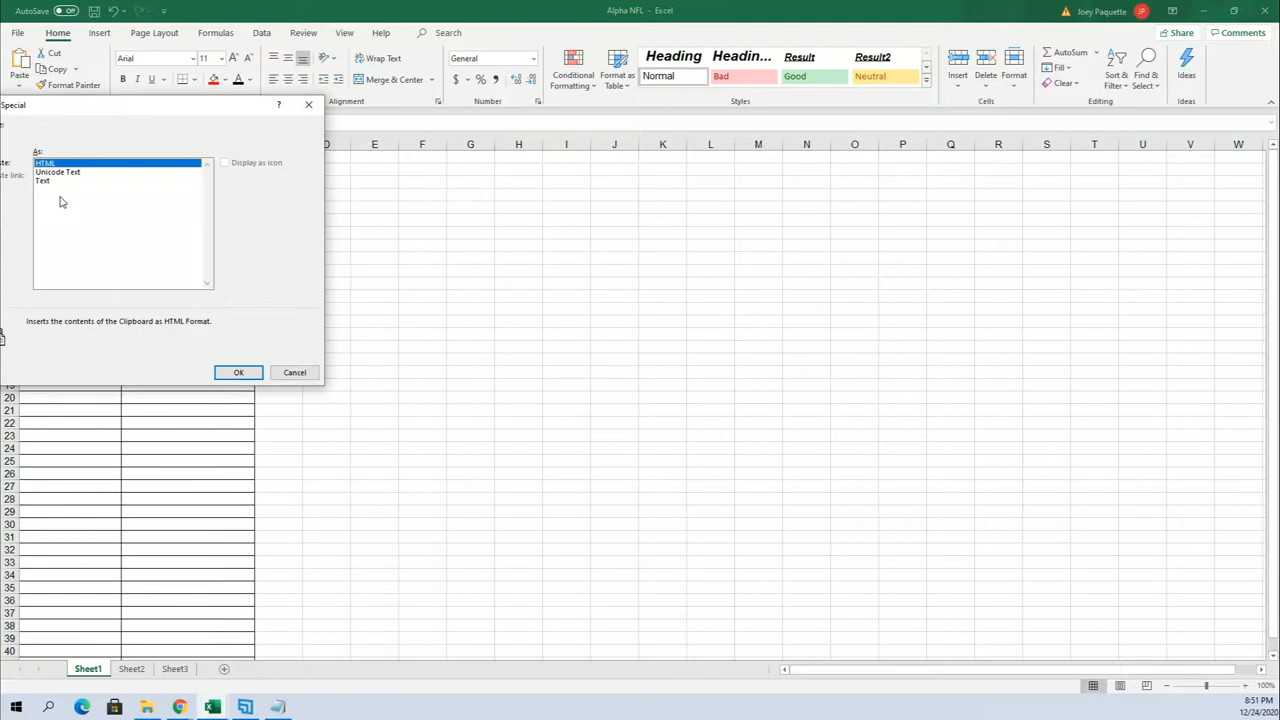 AutoSave Off
Alpha NFL - Excel
Joey Paquette JP
File Home Insert Page Layout Formulas Data Review View Help Search
Share Comments
Paste
Cut
Copy
Format Painter
Arial 11
B I U
Wrap Text
Merge & Center
Alignment
General
$ % 9
Number
Conditional
Formatting
Format as
Table
Heading Headin... Result Result2
Normal Bad Good Neutral
Styles
Insert Delete Format
Cells
AutoSum
Fill
Clear
Sort &
Filter
Find &
Select
Editing
Ideas
Ideas
Special
?
As:
HTML
Unicode Text
Text
te:
te link:
Display as icon
Inserts the contents of the Clipboard as HTML Format.
OK Cancel
D E F G H I J K L M N O P Q R S T U V W
19
20
21
22
23
24
25
26
27
28
29
30
31
32
33
34
35
36
37
38
39
40
Sheet1 Sheet2 Sheet3
100%
8:51 PM
12/24/2020